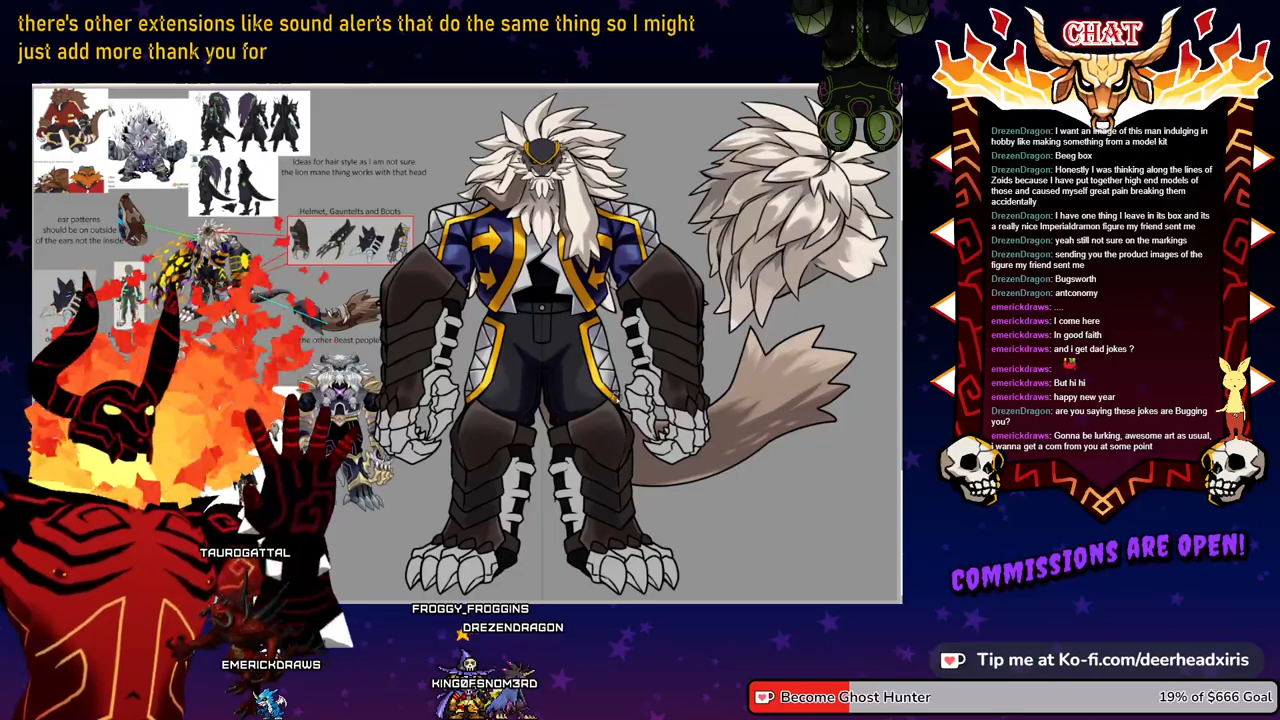 there's other extensions like sound alerts that do the same thing so I might
just add more thank you for
Ideas for hair style as I am not sure
the lion mane thing works with that head
Helmet, Gauntelts and Boots
ear patterns
should be on outside
of the ears not the inside
the other Beast people
CHAT
DrezenDragon: I want an image of this man indulging in
hobby like making something from a model kit
DrezenDragon: Beeg box
DrezenDragon: Honestly I was thinking along the lines of
Zoids because I have put together high end models of
those and caused myself great pain breaking them
accidentally
DrezenDragon: I have one thing I leave in its box and its
a really nice Imperialdramon figure my friend sent me
DrezenDragon: yeah still not sure on the markings
DrezenDragon: sending you the product images of the
figure my friend sent me
DrezenDragon: Bugsworth
DrezenDragon: antconomy
emerickdraws: ....
emerickdraws: I come here
emerickdraws: In good faith
emerickdraws: and i get dad jokes ?
emerickdraws:
emerickdraws: But hi hi
emerickdraws: happy new year
DrezenDragon: are you saying these jokes are Bugging
you?
emerickdraws: Gonna be lurking, awesome art as usual,
i wanna get a com from you at some point
COMMISSIONS ARE OPEN!
TAUROGATTAL
FROGGY_FROGGINS
DREZENDRAGON
EMERICKDRAWS
KING0FSNOM3RD
Tip me at Ko-fi.com/deerheadxiris
Become Ghost Hunter
19% of $666 Goal